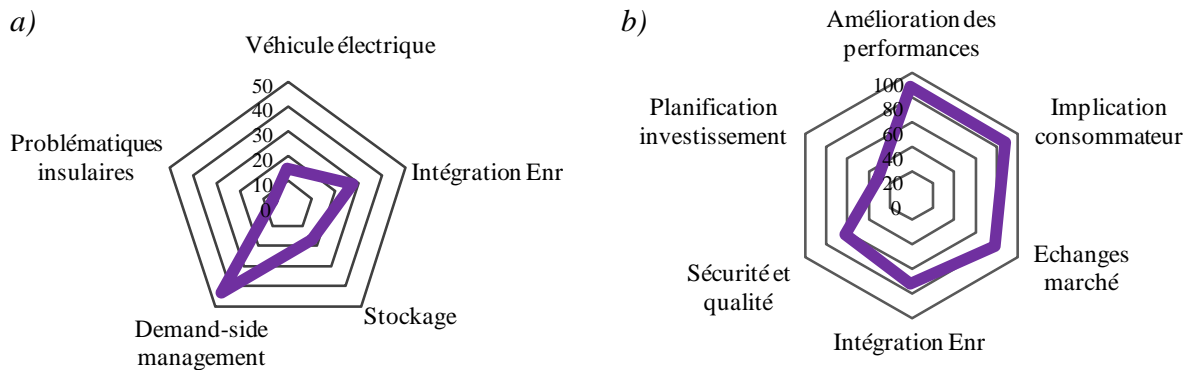 a)
Véhicule électrique
50
40
30
20
10
0
Problématiques
insulaires
Intégration Enr
Demand-side
management
Stockage
b)
Amélioration des
performances
100
80
60
40
20
0
Planification
investissement
Implication
consommateur
Sécurité et
qualité
Echanges
marché
Intégration Enr